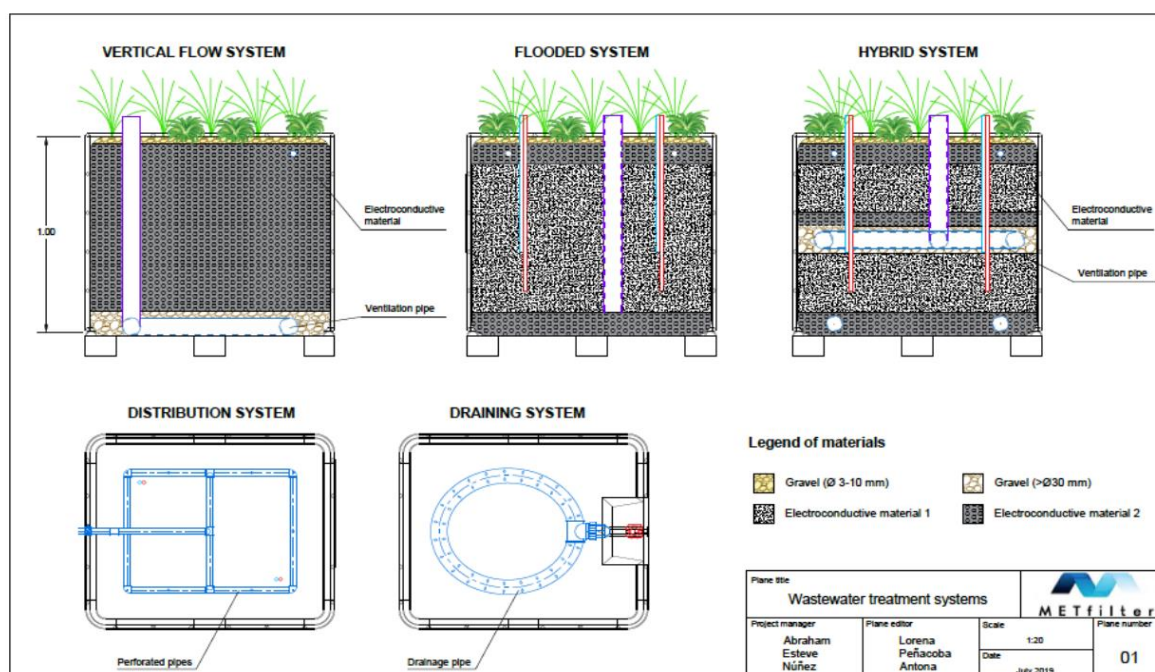 VERTICAL FLOW SYSTEM
FLOODED SYSTEM
HYBRID SYSTEM
1.00
Electroconductive
material
Ventilation pipe
Electroconductive
material
Ventilation pipe
DISTRIBUTION SYSTEM
DRAINING SYSTEM
Perforated pipes
Drainage pipe
Legend of materials
Gravel (Ø 3-10 mm)
Gravel (>Ø30 mm)
Electroconductive material 1
Electroconductive material 2
Plane title
Wastewater treatment systems
METfilter
Project manager
Abraham
Esteve
Núñez
Plane editor
Lorena
Peñacoba
Antona
Scale
1:20
Date
July 2019
Plane number
01